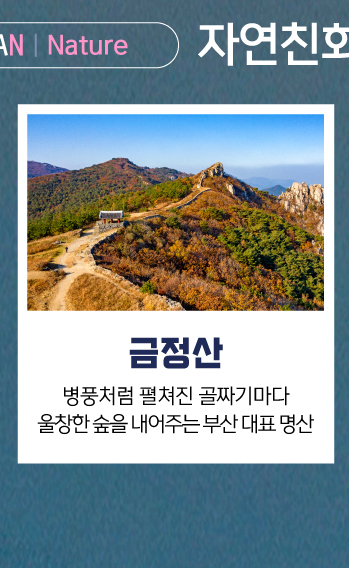 AN | Nature
자연친화
금정산
병풍처럼 펼쳐진 골짜기마다
울창한 숲을 내어주는 부산 대표 명산